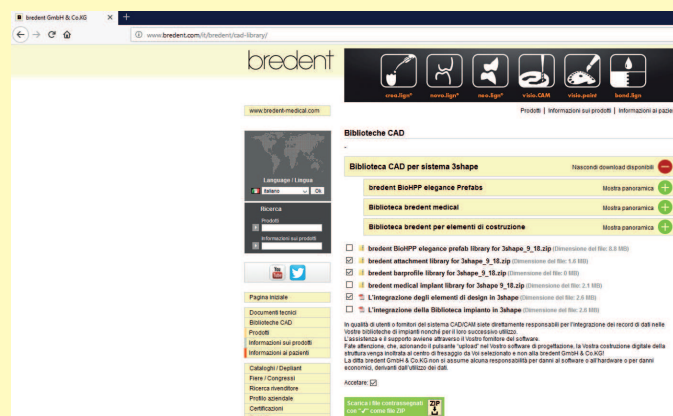 bredent GmbH & Co.KG
www.bredent.com/it/bredent/cad-library/
bredent
crea.lign®
novo.lign®
neo.lign®
visio.CAM
visio.paint
bond.lign
www.bredent-medical.com
Prodotti | Informazioni sui prodotti | Informazioni ai pazie
Biblioteche CAD
-
Biblioteca CAD per sistema 3shape
Nascondi download disponibili
bredent BioHPP elegance Prefabs
Mostra panoramica
Biblioteca bredent medical
Mostra panoramica
Biblioteca bredent per elementi di costruzione
Mostra panoramica
Language / Lingua
italiano
Ok
Ricerca
Prodotti
Informazioni sui prodotti
You
Tube
bredent BioHPP elegance prefab library for 3shape_9_18.zip (Dimensione del file: 8.8 MB)
bredent attachment library for 3shape_9_18.zip (Dimensione del file: 1.8 MB)
bredent barprofile library for 3shape_9_18.zip (Dimensione del file: 0 MB)
bredent medical implant library for 3shape 9 18.zip (Dimensione del file: 2.1 MB)
L'integrazione degli elementi di design in 3shape (Dimensione del file: 2.6 MB)
L'integrazione della Biblioteca impianto in 3shape (Dimensione del file: 2.8 MB)
Pagina iniziale
Documenti tecnici
Biblioteche CAD
Prodotti
Informazioni sui prodotti
Informazioni ai pazienti
Cataloghi / Depliant
Fiere / Congressi
Ricerca rivenditore
Profilo aziendale
Certificazioni
In qualità di utenti o fornitori del sistema CAD/CAM siete direttamente responsabili per l'integrazione dei record di dati nelle
Vostre biblioteche di impianti nonché per il loro successivo utilizzo.
L'assistenza e il supporto avviene attraverso il Vostro fornitore del software.
Fate attenzione, che, azionando il pulsante "upload" nel Vostro software di progettazione, la Vostra costruzione digitale della
struttura venga inoltrata al centro di fresaggio da Voi selezionato e non alla bredent GmbH & Co.KG!
La ditta bredent GmbH & Co.KG non si assume alcuna responsabilità per danni al software o all'hardware o per danni
economici, derivanti dall'utilizzo dei dati.
Accetare:
Scarica i file contrassegnati
con "✓" come file ZIP
ZIP